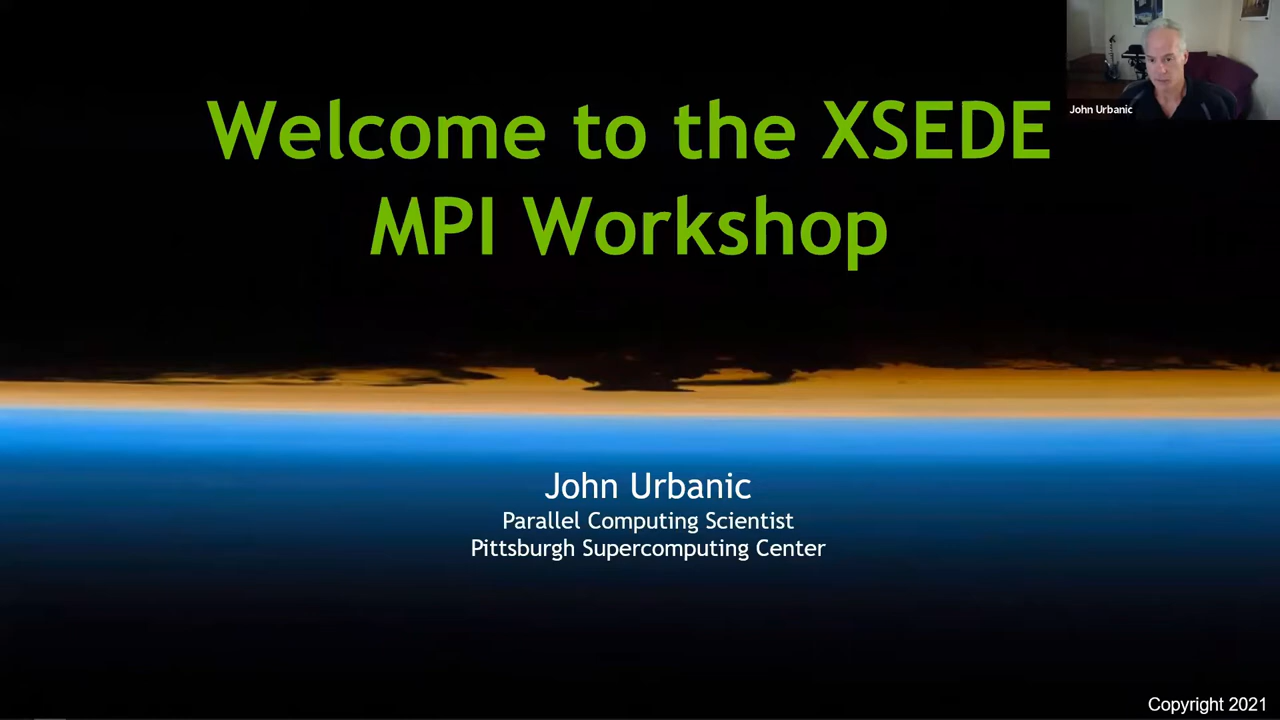 Welcome to the XSEDE
MPI Workshop
John Urbanic
John Urbanic
Parallel Computing Scientist
Pittsburgh Supercomputing Center
Copyright 2021